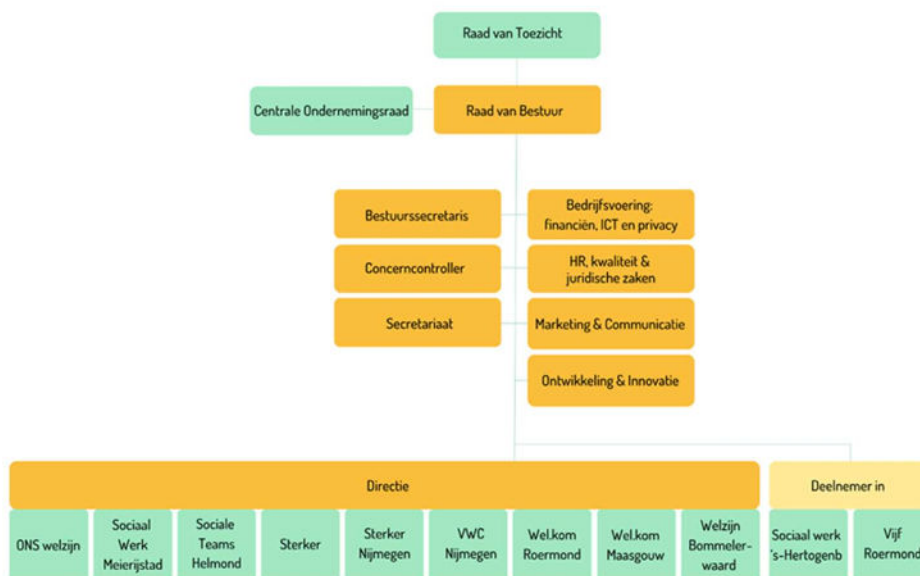 Raad van Toezicht
Centrale Ondernemingsraad
Raad van Bestuur
Bestuurssecretaris
Bedrijfsvoering:
financiën, ICT en privacy
Concerncontroller
HR, kwaliteit &
juridische zaken
Secretariaat
Marketing & Communicatie
Ontwikkeling & Innovatie
Directie
Deelnemer in
ONS welzijn
Sociaal
Werk
Meierijstad
Sociale
Teams
Helmond
Sterker
Sterker
Nijmegen
VWC
Nijmegen
Wel.kom
Roermond
Wel.kom
Maasgouw
Welzijn
Bommeler-
waard
Sociaal werk
's-Hertogenb
Vijf
Roermond